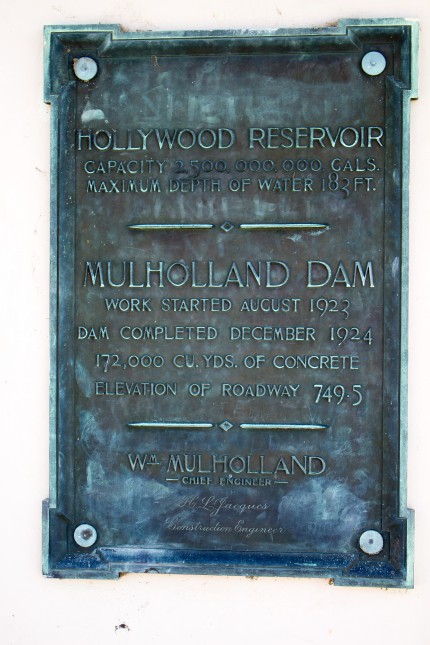 HOLLYWOOD RESERVOIR
CAPACITY 2,500,000,000 GALS.
MAXIMUM DEPTH OF WATER 183 FT.
MULHOLLAND DAM
WORK STARTED AUGUST 1923
DAM COMPLETED DECEMBER 1924
172,000 CU. YDS. OF CONCRETE
ELEVATION OF ROADWAY 749.5
WM MULHOLLAND
—CHIEF ENGINEER—
H. L. Jacques
Construction Engineer